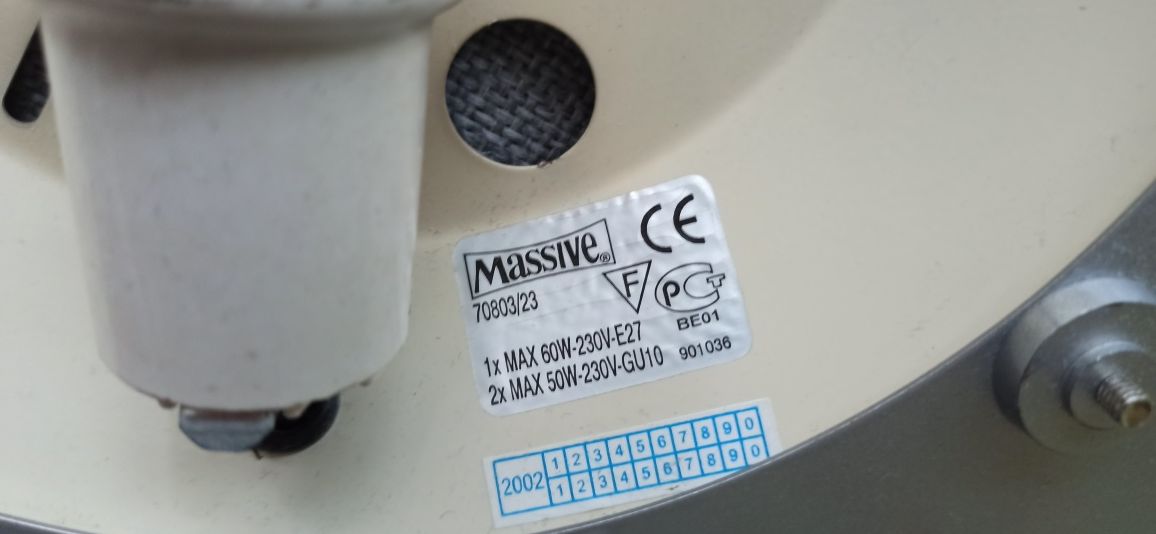 Massive®
CE
70803/23
F
PCT
BE01
1x MAX 60W-230V-E27
2x MAX 50W-230V-GU10
901036
2002
1 2 3 4 5 6 7 8 9 0
1 2 3 4 5 6 7 8 9 0